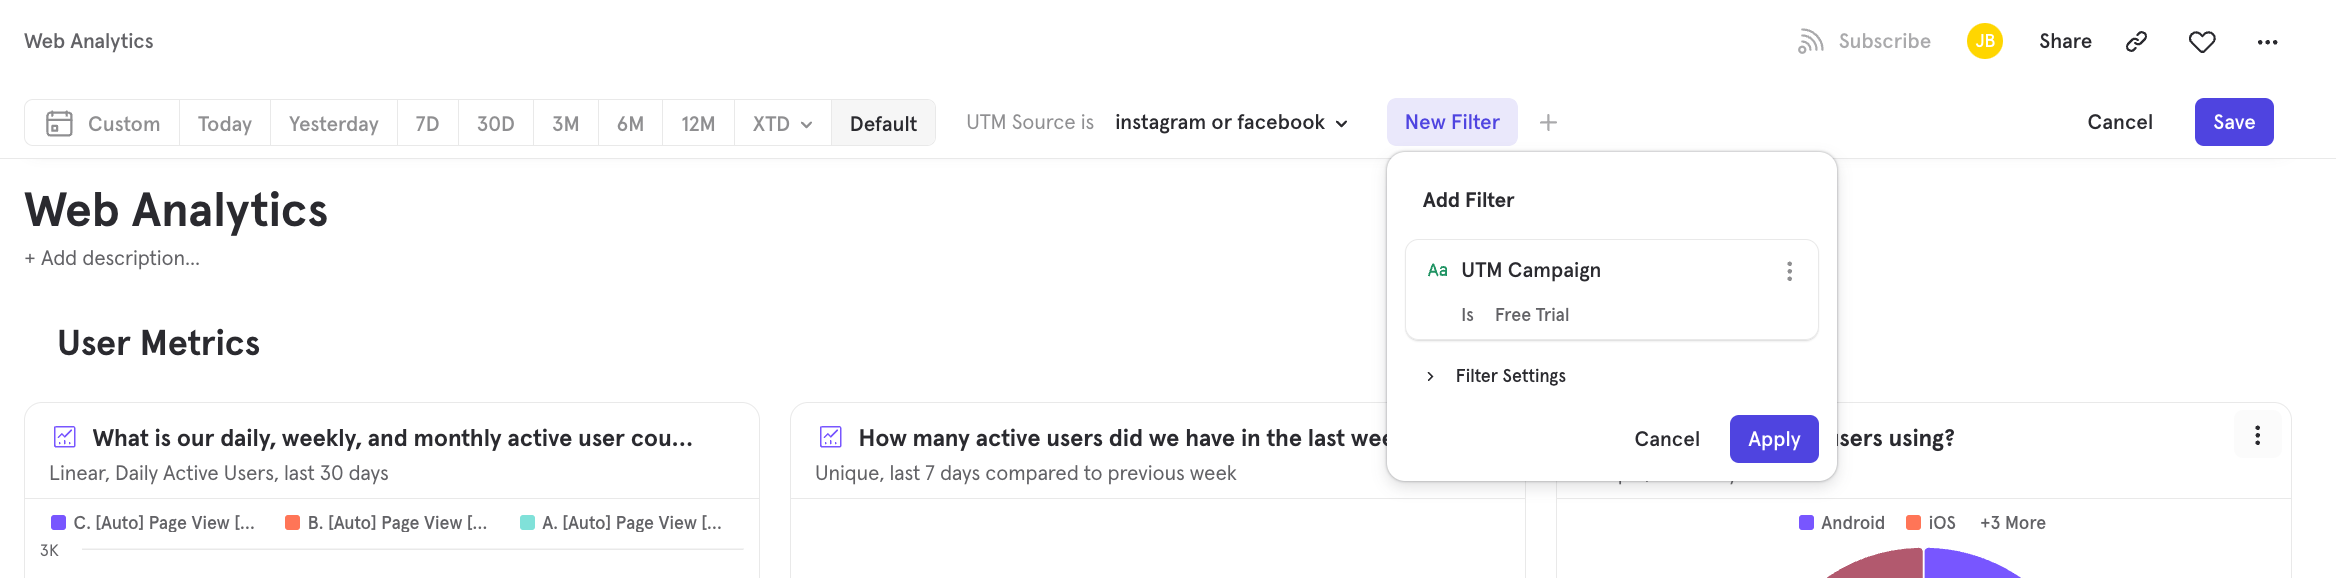 Web Analytics
Subscribe
JB
Share
Custom
Today
Yesterday
7D
30D
3M
6M
12M
XTD
Default
UTM Source is instagram or facebook
New Filter
Cancel
Save
Web Analytics
+ Add description...
Add Filter
Aa UTM Campaign
Is Free Trial
Filter Settings
Cancel
Apply
User Metrics
What is our daily, weekly, and monthly active user cou...
Linear, Daily Active Users, last 30 days
C. [Auto] Page View [...
B. [Auto] Page View [...
A. [Auto] Page View [...
3K
How many active users did we have in the last
Unique, last 7 days compared to previous week
using?
Android
iOS
+3 More